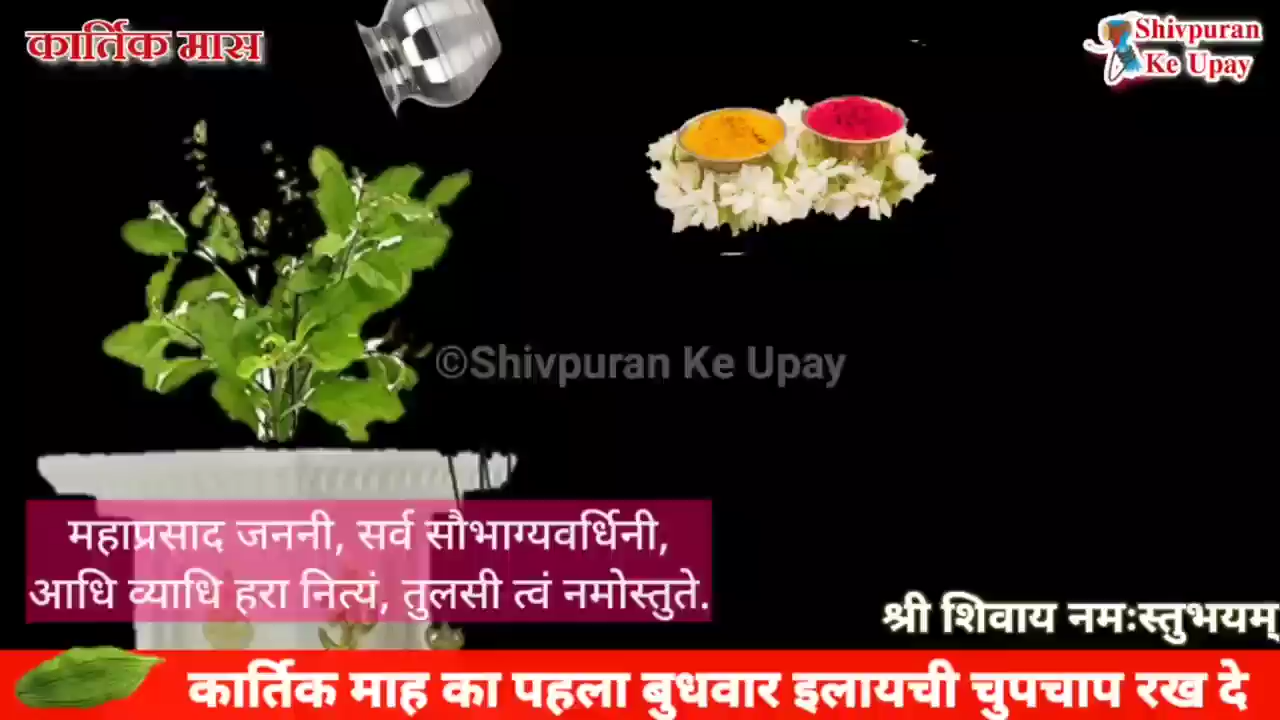 कार्तिक मास
Shivpuran
Ke Upay
©Shivpuran Ke Upay
महाप्रसाद जननी, सर्व सौभाग्यवर्धिनी,
आधि व्याधि हरा नित्यं, तुलसी त्वं नमोस्तुते.
श्री शिवाय नमःस्तुभयम्
कार्तिक माह का पहला बुधवार इलायची चुपचाप रख दे